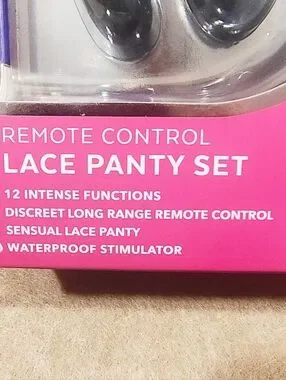 REMOTE CONTROL
LACE PANTY SET
12 INTENSE FUNCTIONS
DISCREET LONG RANGE REMOTE CONTROL
SENSUAL LACE PANTY
WATERPROOF STIMULATOR